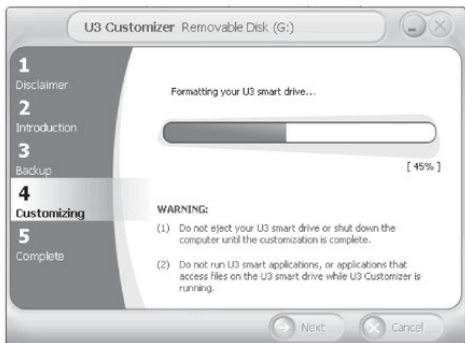 U3 Customizer Removable Disk (G:)
1
Disclaimer
2
Introduction
3
Backup
4
Customizing
5
Complete
Formatting your U3 smart drive...
[ 45% ]
WARNING:
(1) Do not eject your U3 smart drive or shut down the
computer until the customization is complete.
(2) Do not run U3 smart applications, or applications that
access files on the U3 smart drive while U3 Customizer is
running.
Next
Cancel